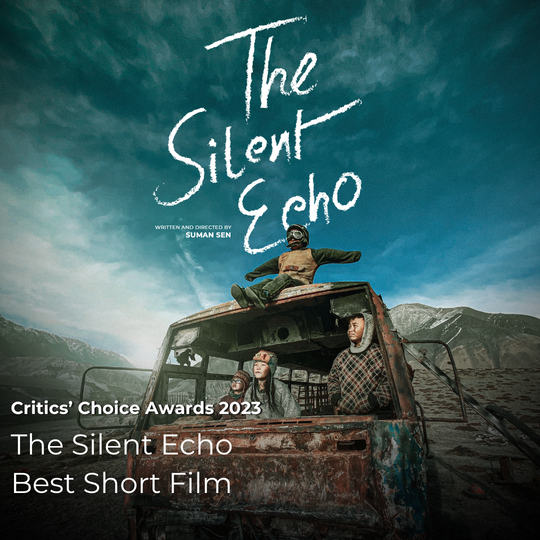 The
Silent
Echo
WRITTEN AND DIRECTED BY
SUMAN SEN
Critics' Choice Awards 2023
The Silent Echo
Best Short Film